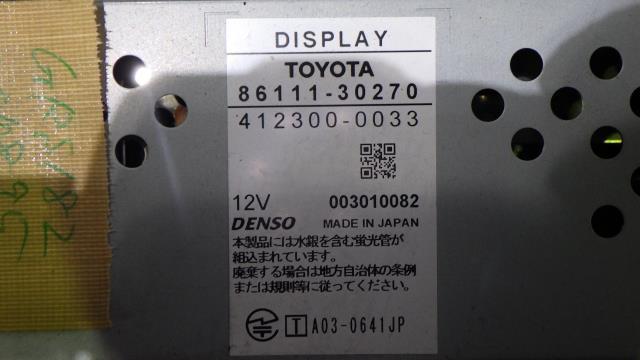 DISPLAY
TOYOTA
86111-30270
412300-0033
12V 003010082
DENSO MADE IN JAPAN
本製品には水銀を含む蛍光管が
組込まれています。
廃棄する場合は地方自治体の条例
または規則等に従ってください。
T A03-0641JP
GRS182